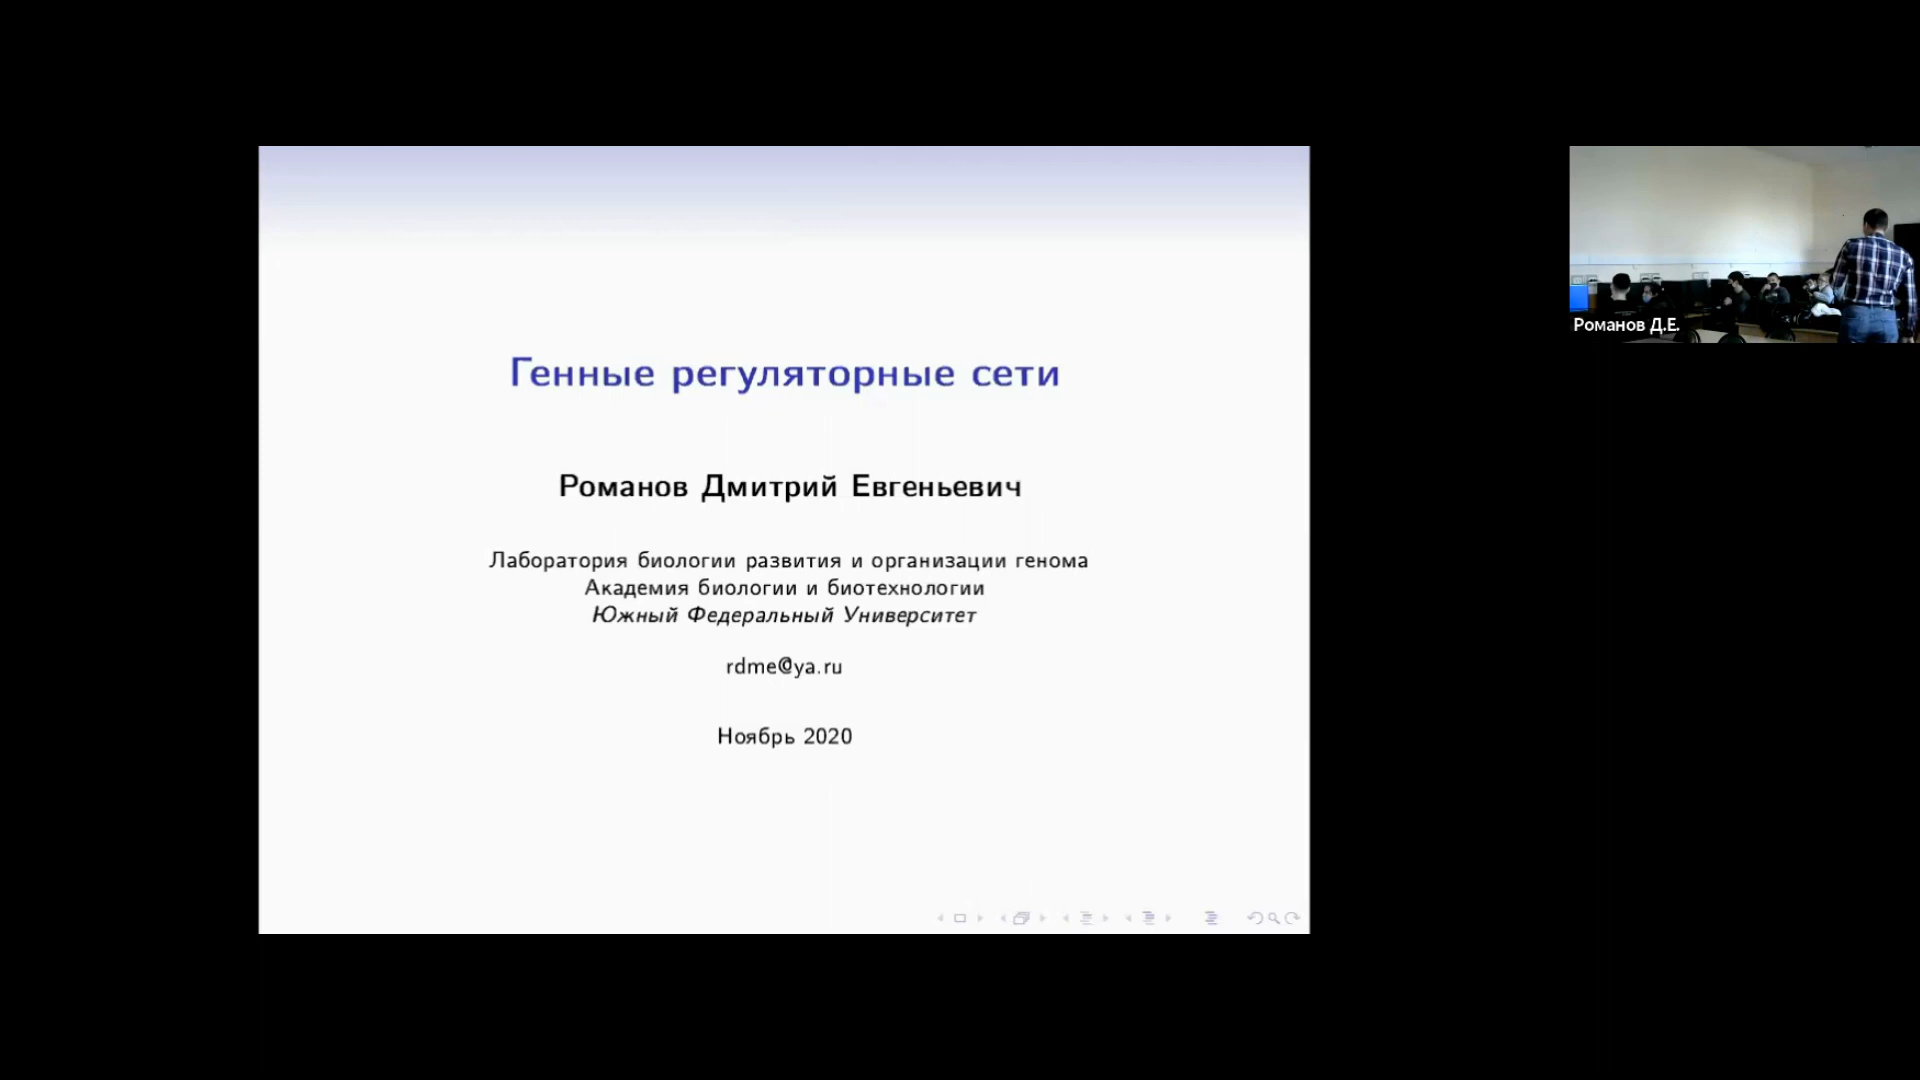 Генные регуляторные сети
Романов Дмитрий Евгеньевич
Лаборатория биологии развития и организации генома
Академия биологии и биотехнологии
Южный Федеральный Университет
rdme@ya.ru
Ноябрь 2020
Романов Д.Е.